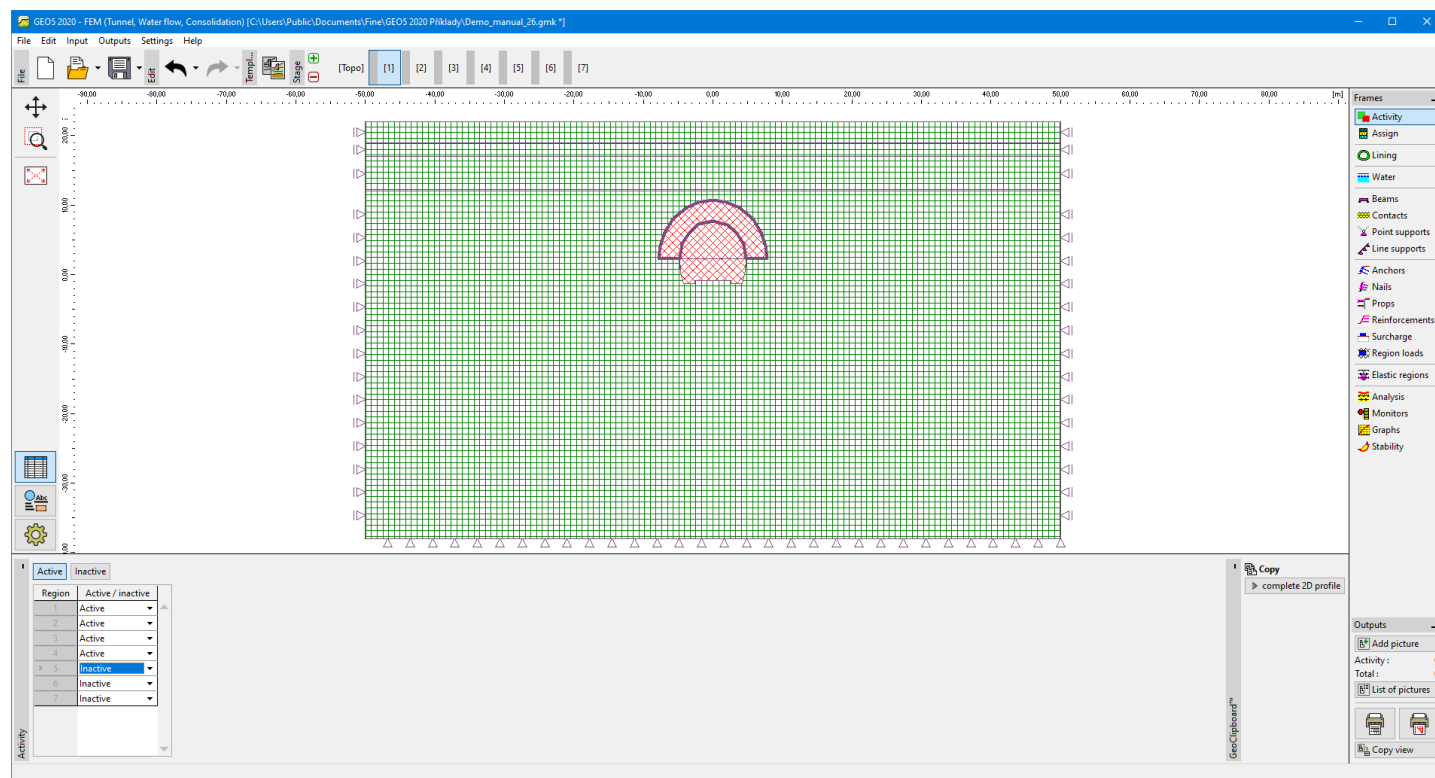 GEO5 2020 - FEM (Tunnel, Water flow, Consolidation) [C:\Users\Public\Documents\Fine\GEO5 2020 Příklady\Demo_manual_26.gmk *]
File Edit Input Outputs Settings Help
File Edit Templ... Stage [Topo] [1] [2] [3] [4] [5] [6] [7]
-90,00 -80,00 -70,00 -60,00 -50,00 -40,00 -30,00 -20,00 -10,00 0,00 10,00 20,00 30,00 40,00 50,00 60,00 70,00 80,00 [m]
20,00
10,00
0,00
-10,00
-20,00
-30,00
Abc
Frames
Activity
Assign
Lining
Water
Beams
Contacts
Point supports
Line supports
Anchors
Nails
Props
Reinforcements
Surcharge
Region loads
Elastic regions
Analysis
Monitors
Graphs
Stability
Active Inactive
Region Active / inactive
1 Active
2 Active
3 Active
4 Active
5 Inactive
6 Inactive
7 Inactive
Activity
GeoClipboard™
Copy
complete 2D profile
Outputs
Add picture
Activity :
Total :
List of pictures
Copy view